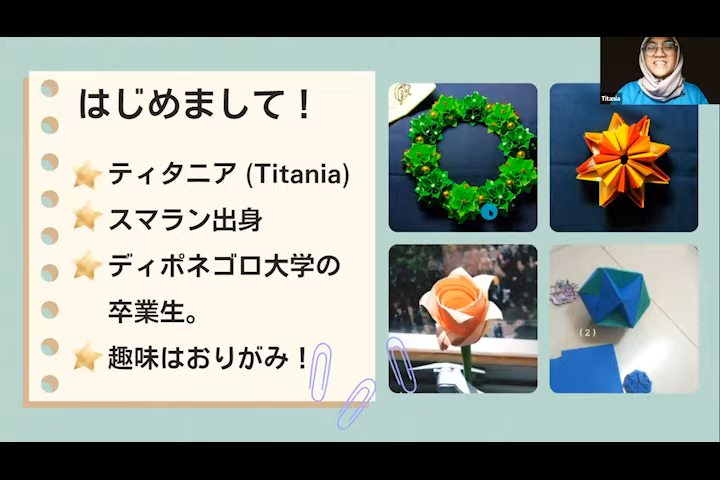 はじめまして！
ティタニア (Titania)
スマラン出身
ディポネゴロ大学の
卒業生。
趣味はおりがみ！
Titania
(2)